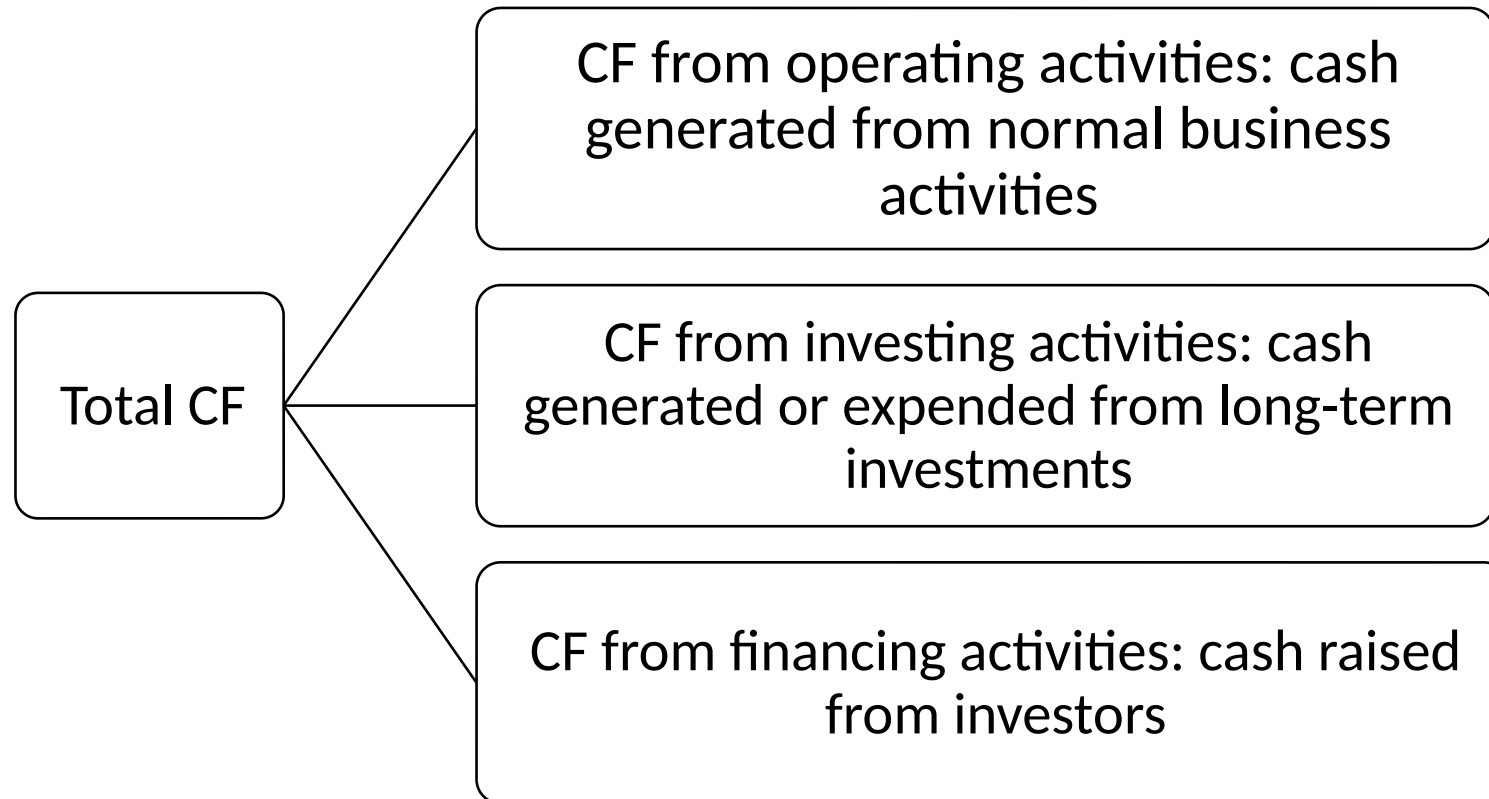 CF from operating activities: cash
generated from normal business
activities
Total CF
CF from investing activities: cash
generated or expended from long-term
investments
CF from financing activities: cash raised
from investors